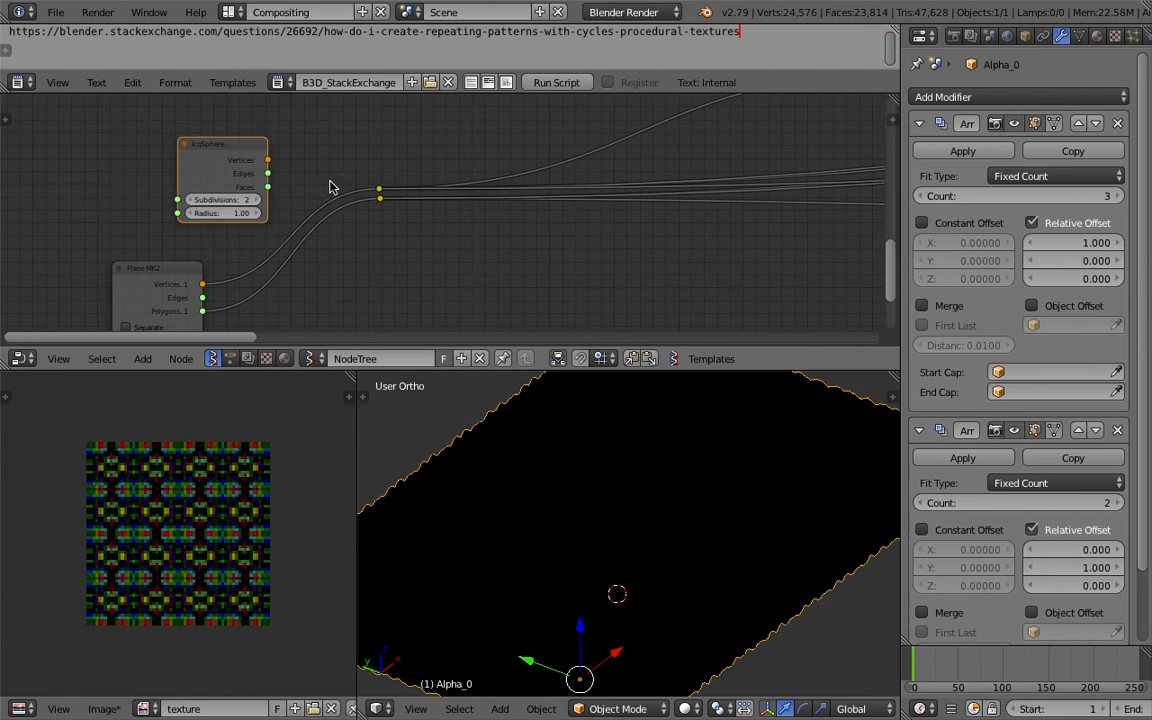 File Render Window Help Compositing Scene Blender Render v2.79 | Verts:24,576 | Faces:23,814 | Tris:47,628 | Objects:1/1 | Lamps:0/0 | Mem:22.58M |
https://blender.stackexchange.com/questions/26692/how-do-i-create-repeating-patterns-with-cycles-procedural-textures
View Text Edit Format Templates B3D_StackExchange Run Script Register Text: Internal
IcoSphere
Vertices
Edges
Faces
Subdivisions: 2
Radius: 1.00
Plane MK2
Vertices. 1
Edges
Polygons. 1
Separate
View Select Add Node NodeTree F Templates
User Ortho
z
y x
(1) Alpha_0
View Image* texture F
View Select Add Object Object Mode Global
Alpha_0
Add Modifier
Arr
Apply Copy
Fit Type: Fixed Count
Count: 3
Constant Offset Relative Offset
X: 0.00000 1.000
Y: 0.00000 0.000
Z: 0.00000 0.000
Merge Object Offset
First Last
Distanc: 0.0100
Start Cap:
End Cap:
Arr
Apply Copy
Fit Type: Fixed Count
Count: 2
Constant Offset Relative Offset
X: 0.00000 0.000
Y: 0.00000 1.000
Z: 0.00000 0.000
Merge Object Offset
First Last
0 50 100 150 200 250
Start: 1 End: